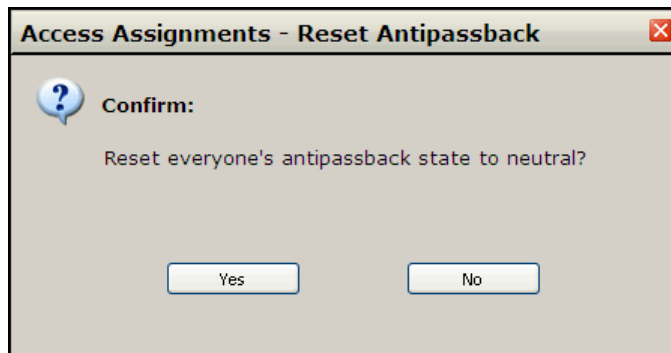 Access Assignments - Reset Antipassback
Confirm:
Reset everyone's antipassback state to neutral?
Yes
No